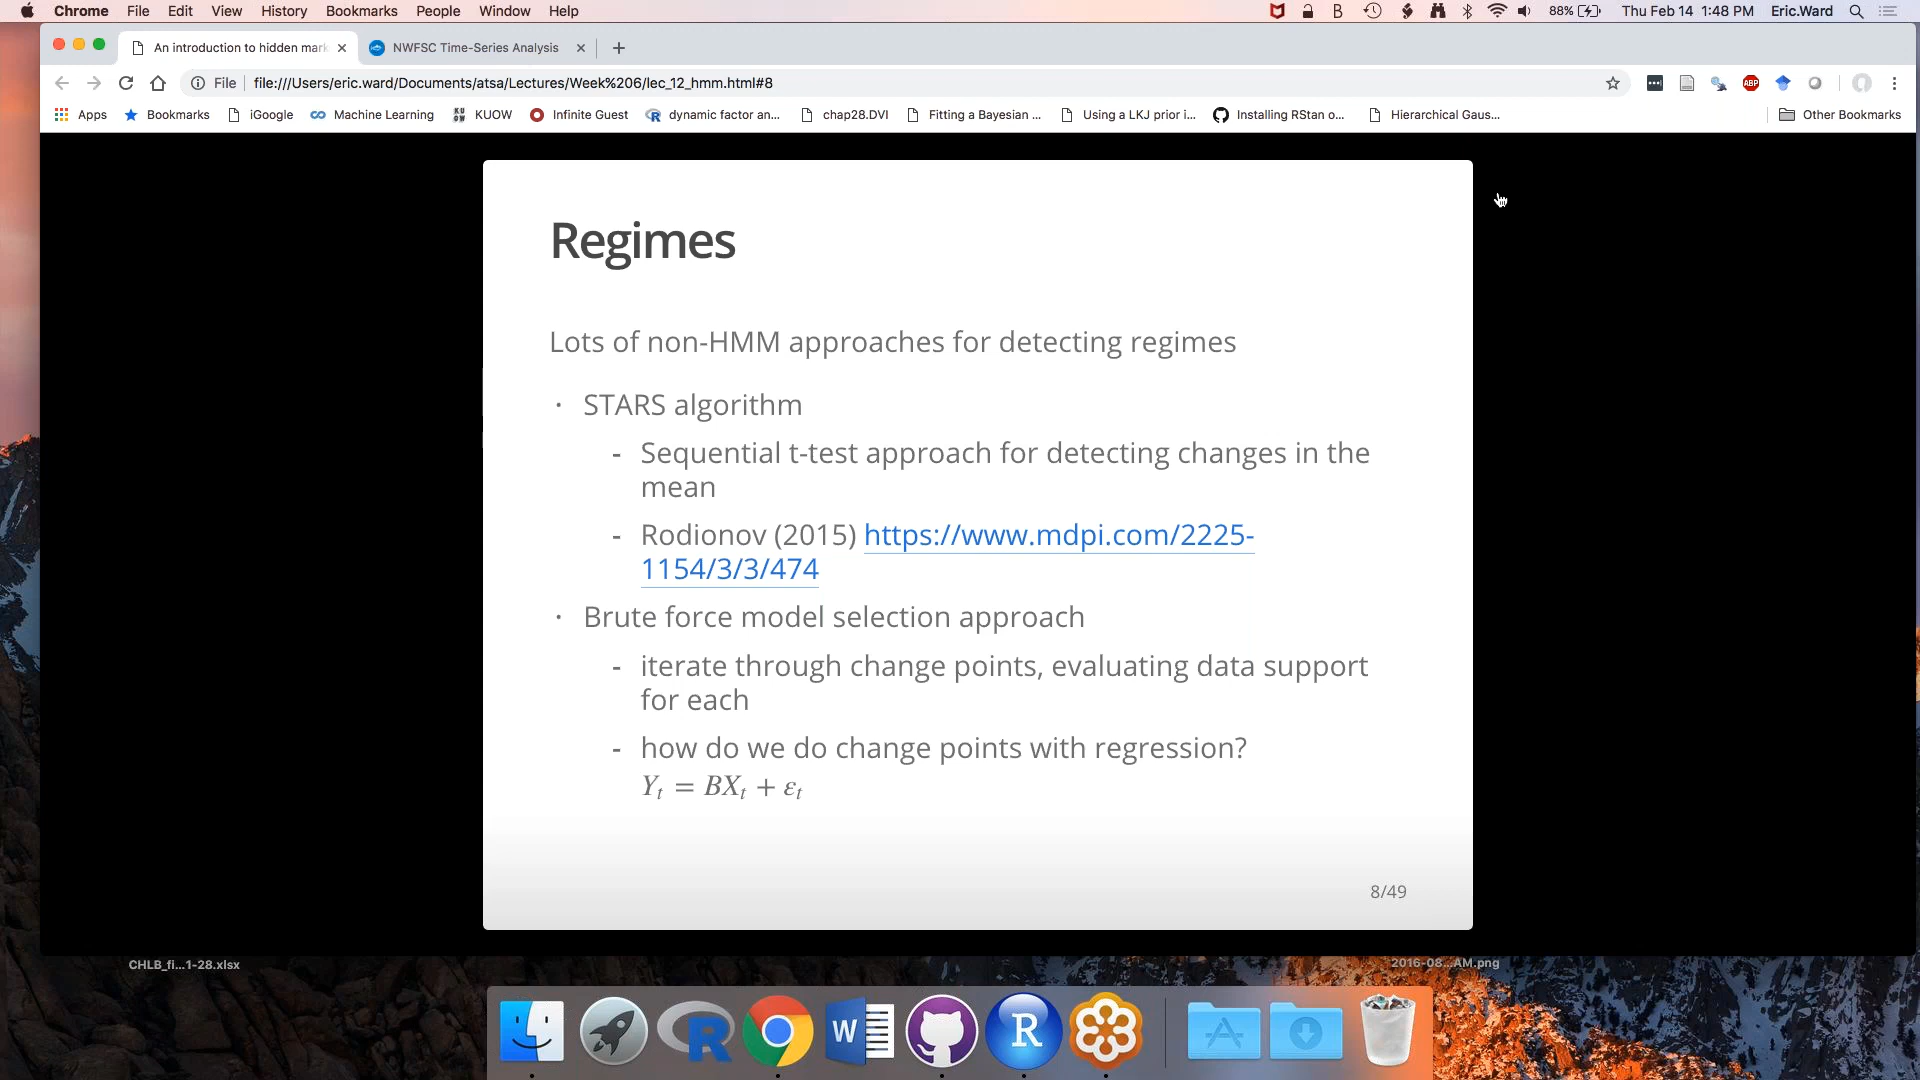 Chrome File Edit View History Bookmarks People Window Help 88% Thu Feb 14 1:48 PM Eric.Ward
An introduction to hidden mark NWFSC Time-Series Analysis
File file:///Users/eric.ward/Documents/atsa/Lectures/Week%206/lec_12_hmm.html#8 ABP
Apps Bookmarks iGoogle Machine Learning KUOW KUOW Infinite Guest dynamic factor an... chap28.DVI Fitting a Bayesian ... Using a LKJ prior i... Installing RStan o... Hierarchical Gaus... Other Bookmarks
Regimes
Lots of non-HMM approaches for detecting regimes
· STARS algorithm
- Sequential t-test approach for detecting changes in the
mean
- Rodionov (2015) https://www.mdpi.com/2225-
1154/3/3/474
· Brute force model selection approach
- iterate through change points, evaluating data support
for each
- how do we do change points with regression?
Yₜ = BXₜ + εₜ
8/49
CHLB_fi...1-28.xlsx 2016-08...AM.png
R W R